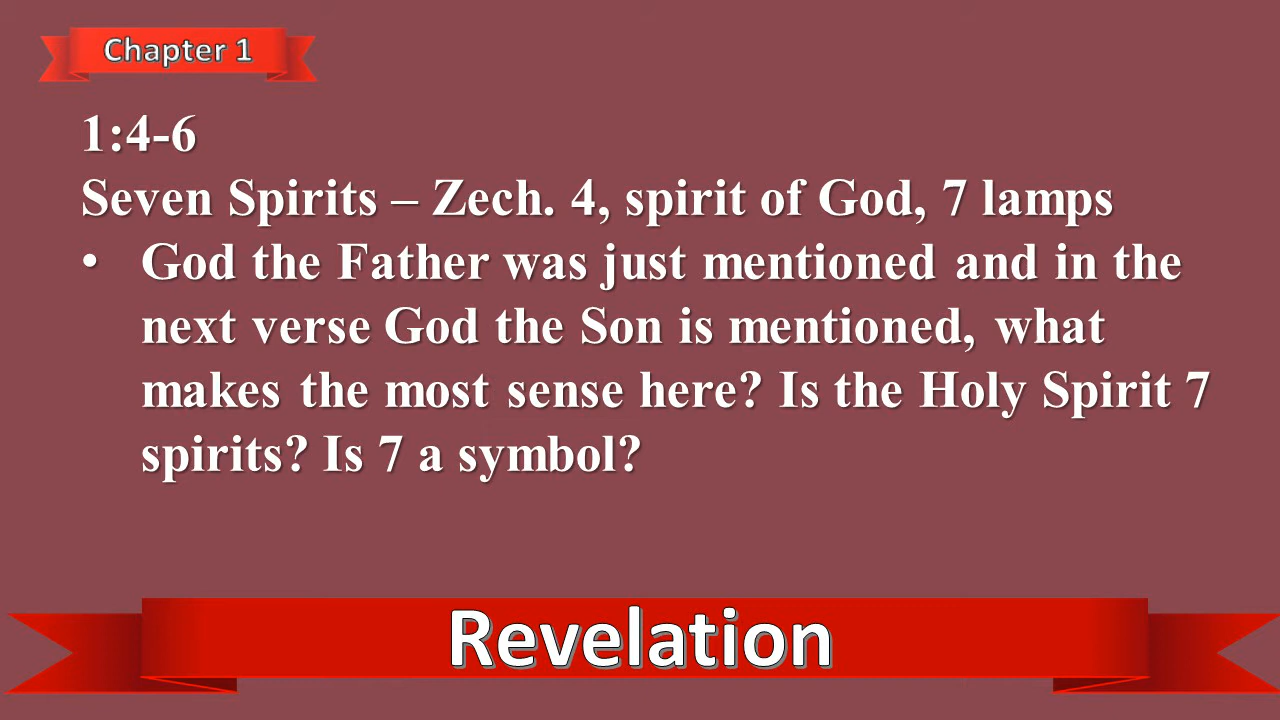 Chapter 1
1:4-6
Seven Spirits – Zech. 4, spirit of God, 7 lamps
• God the Father was just mentioned and in the
next verse God the Son is mentioned, what
makes the most sense here? Is the Holy Spirit 7
spirits? Is 7 a symbol?
Revelation